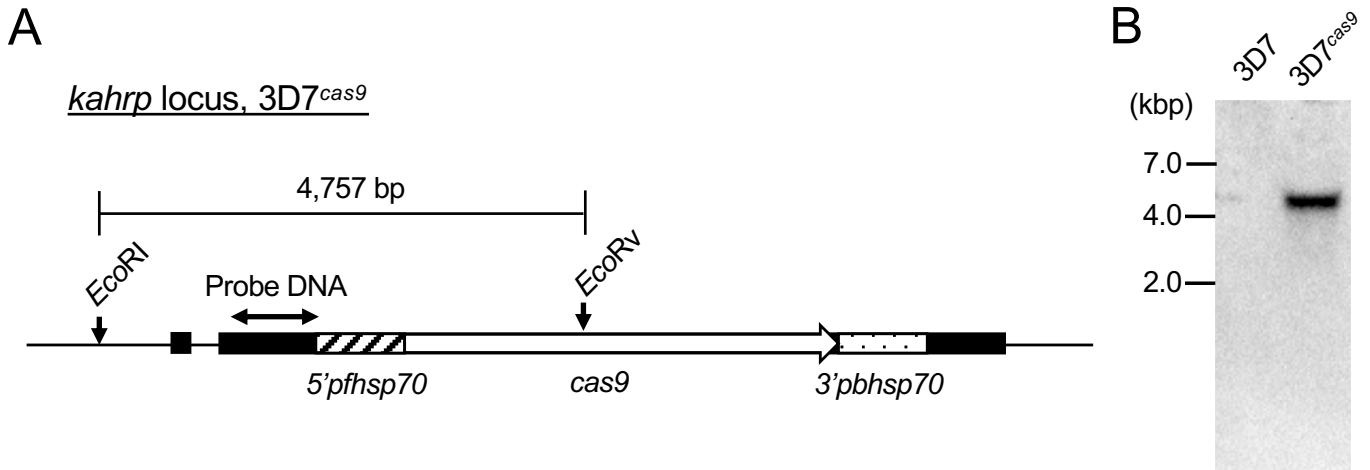 A
kahrp locus, 3D7cas9
4,757 bp
EcoRI
Probe DNA
EcoRv
5'pfhsp70
cas9
3'pbhsp70
B
3D7
3D7cas9
(kbp)
7.0
4.0
2.0